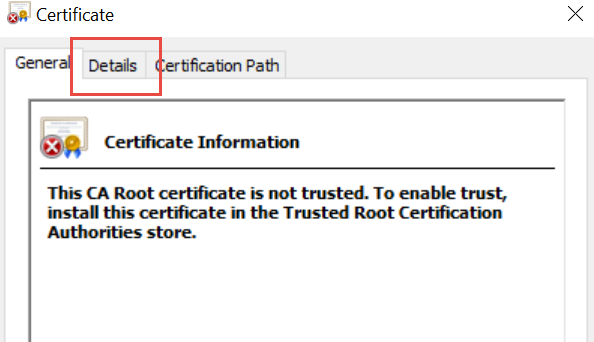 Certificate
General Details Certification Path
Certificate Information
This CA Root certificate is not trusted. To enable trust,
install this certificate in the Trusted Root Certification
Authorities store.